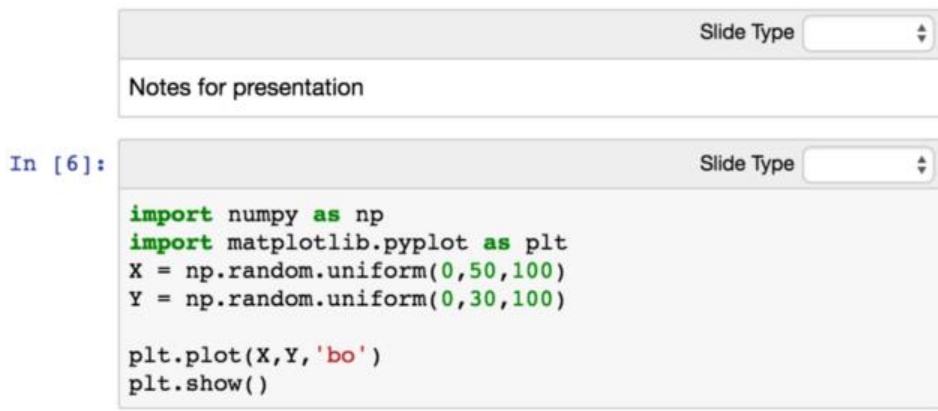 Slide Type
Notes for presentation
In [6]:
Slide Type
import numpy as np
import matplotlib.pyplot as plt
X = np.random.uniform(0,50,100)
Y = np.random.uniform(0,30,100)
plt.plot(X,Y,'bo')
plt.show()